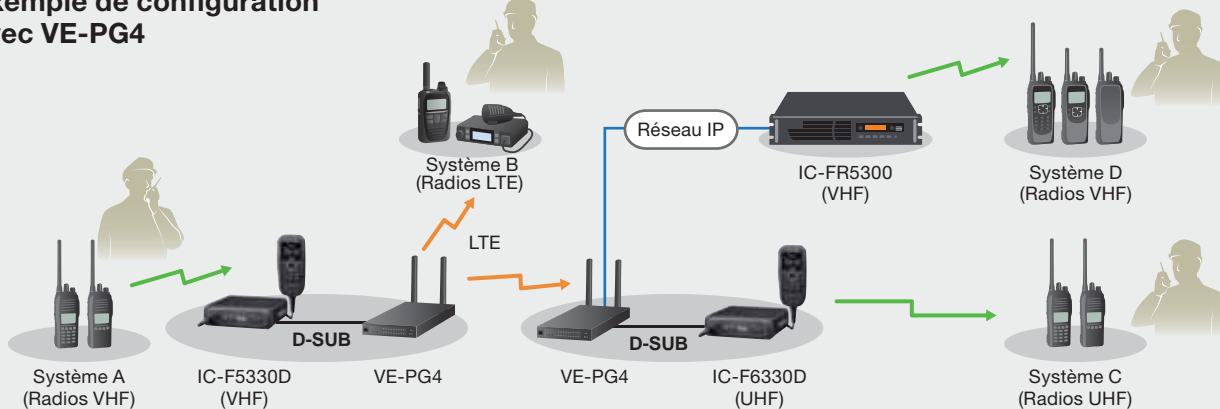 xemple de configuration
vec VE-PG4
Système B
(Radios LTE)
Réseau IP
IC-FR5300
(VHF)
Système D
(Radios VHF)
LTE
D-SUB
D-SUB
Système A
(Radios VHF)
IC-F5330D
(VHF)
VE-PG4
VE-PG4
IC-F6330D
(UHF)
Système C
(Radios UHF)